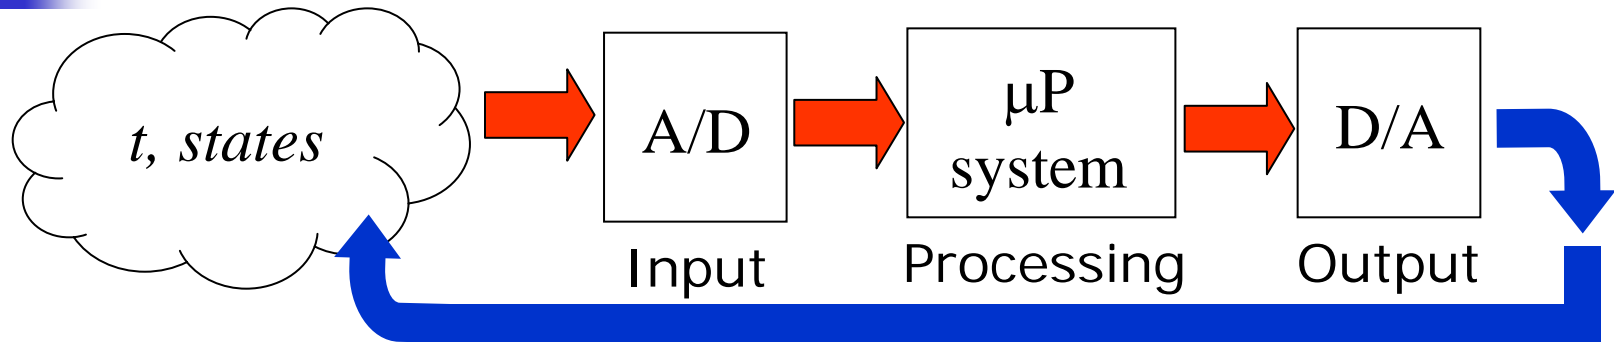 t, states
A/D
μP
system
D/A
Input
Processing
Output